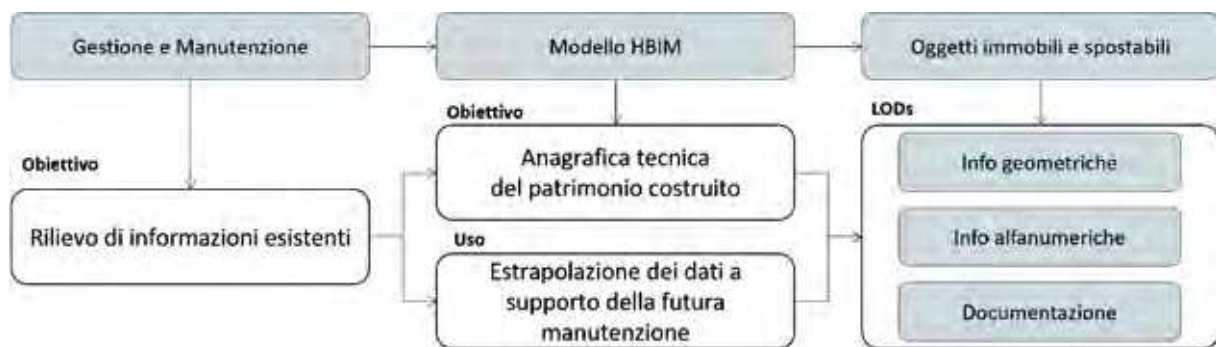 Gestione e Manutenzione
Modello HBIM
Oggetti immobili e spostabili
Obiettivo
Rilievo di informazioni esistenti
Obiettivo
Anagrafica tecnica
del patrimonio costruito
Uso
Estrapolazione dei dati a
supporto della futura
manutenzione
LODs
Info geometriche
Info alfanumeriche
Documentazione